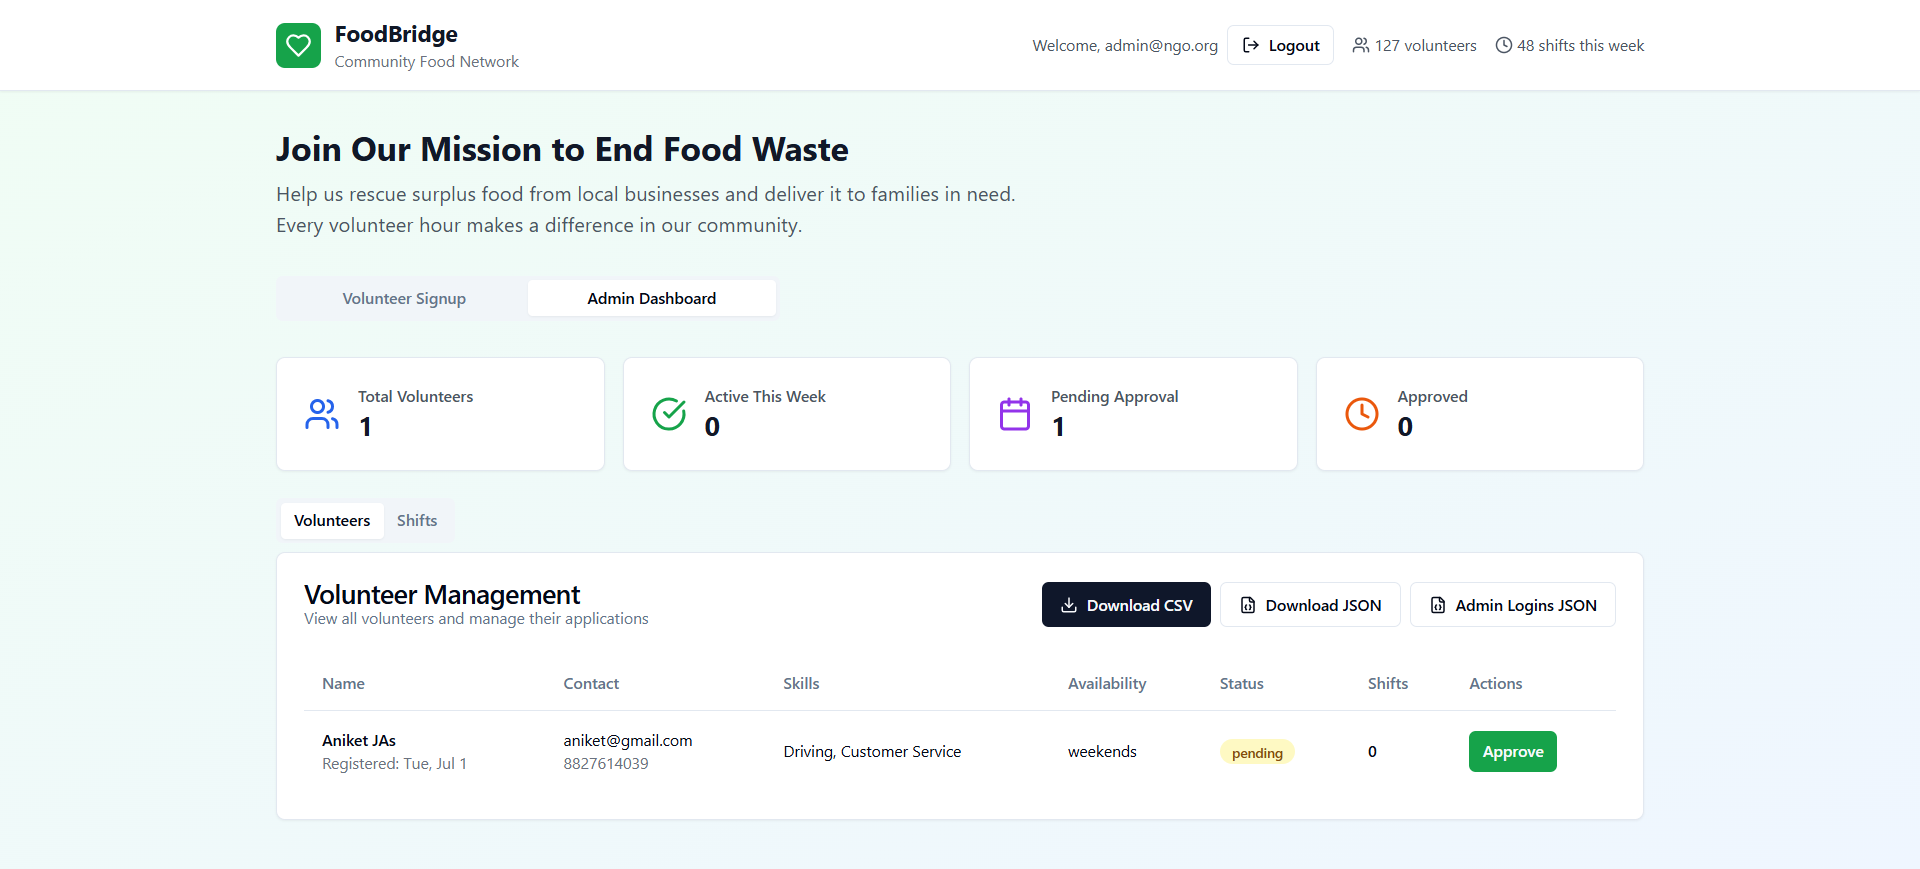 FoodBridge
Community Food Network
Welcome, admin@ngo.org
Logout
127 volunteers
48 shifts this week
Join Our Mission to End Food Waste
Help us rescue surplus food from local businesses and deliver it to families in need.
Every volunteer hour makes a difference in our community.
Volunteer Signup
Admin Dashboard
Total Volunteers
1
Active This Week
0
Pending Approval
1
Approved
0
Volunteers
Shifts
Volunteer Management
View all volunteers and manage their applications
Download CSV
Download JSON
Admin Logins JSON
Name Contact Skills Availability Status Shifts Actions
Aniket JAs
Registered: Tue, Jul 1
aniket@gmail.com
8827614039
Driving, Customer Service
weekends
pending
0
Approve